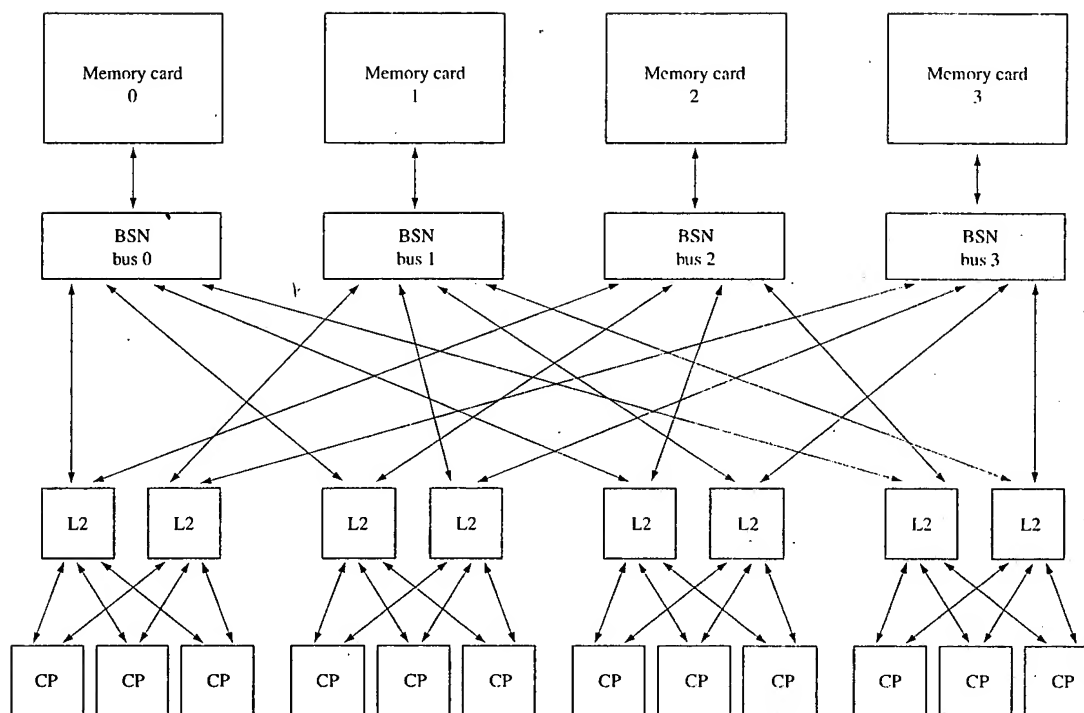 Memory card
0
Memory card
1
Memory card
2
Memory card
3
BSN
bus 0
BSN
bus 1
BSN
bus 2
BSN
bus 3
L2
L2
L2
L2
L2
L2
L2
L2
CP
CP
CP
CP
CP
CP
CP
CP
CP
CP
CP
CP